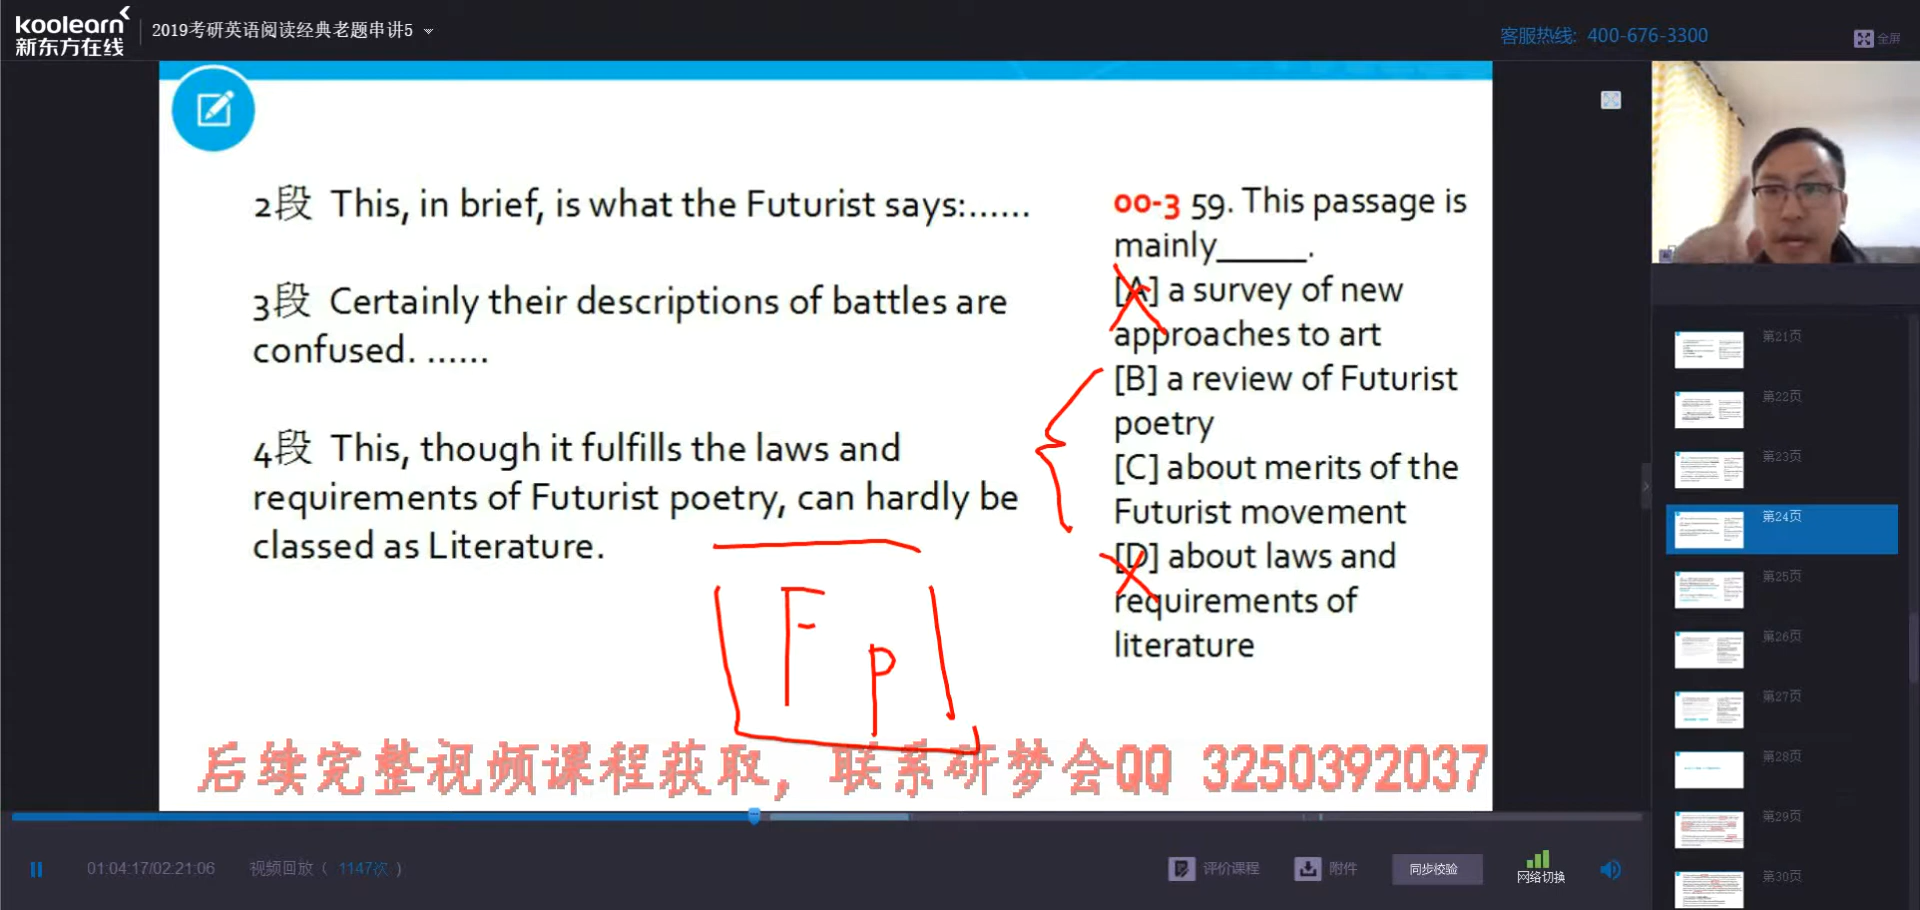 koolearn
新东方在线
2019考研英语阅读经典老题串讲5
客服热线: 400-676-3300
全屏
2段 This, in brief, is what the Futurist says:......
3段 Certainly their descriptions of battles are
confused. ......
4段 This, though it fulfills the laws and
requirements of Futurist poetry, can hardly be
classed as Literature.
F P
00-3 59. This passage is
mainly_____.
[A] a survey of new
approaches to art
[B] a review of Futurist
poetry
[C] about merits of the
Futurist movement
[D] about laws and
requirements of
literature
后续完整视频课程获取，联系研梦会QQ 3250392037
第21页
第22页
第23页
第24页
第25页
第26页
第27页
第28页
第29页
第30页
01:04:17/02:21:06
视频回放（ 1147次 ）
评价课程
附件
同步校验
网络切换